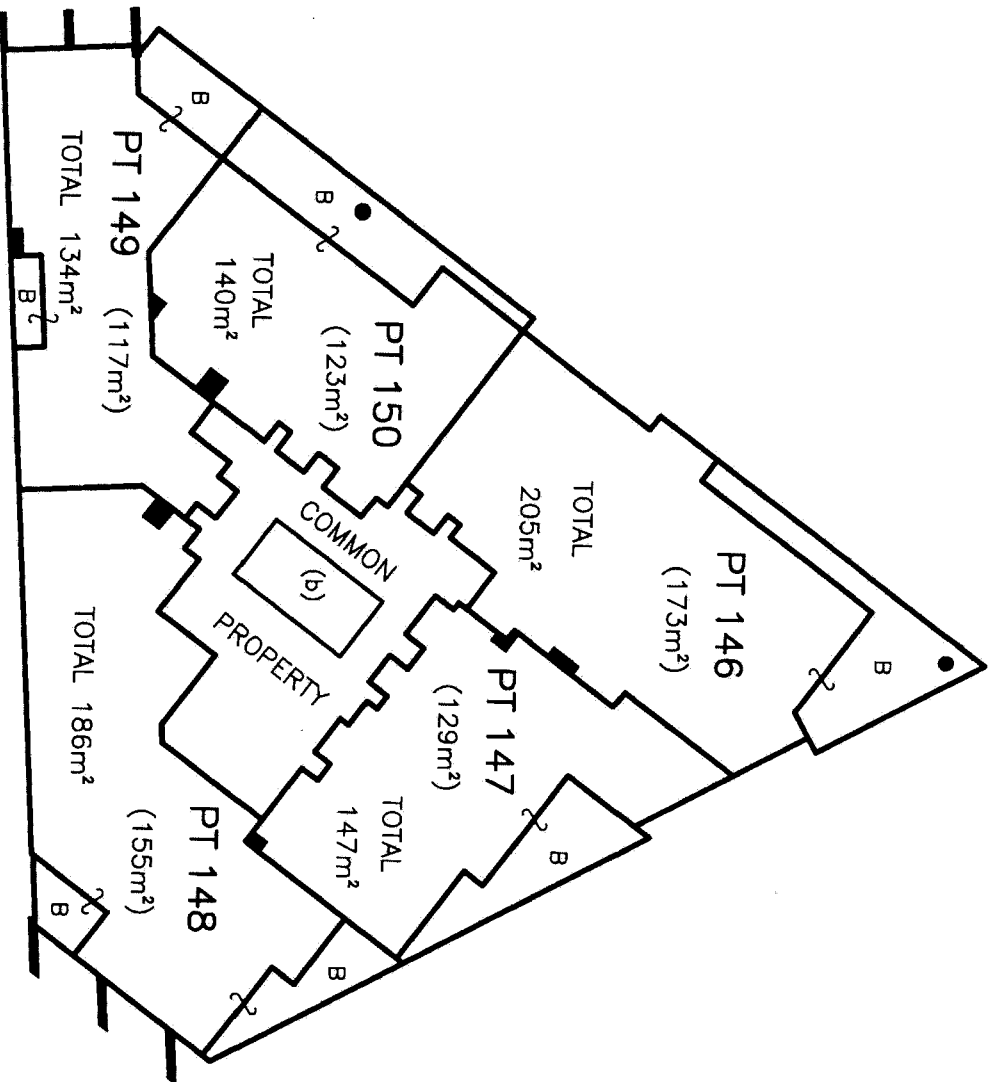 B
PT 149
TOTAL 134m²
(117m²)
B
B
TOTAL
140m²
PT 150
(123m²)
COMMON
(b)
PROPERTY
TOTAL
205m²
PT 146
(173m²)
B
PT 147
(129m²)
TOTAL
147m²
B
TOTAL 186m²
PT 148
(155m²)
B
B